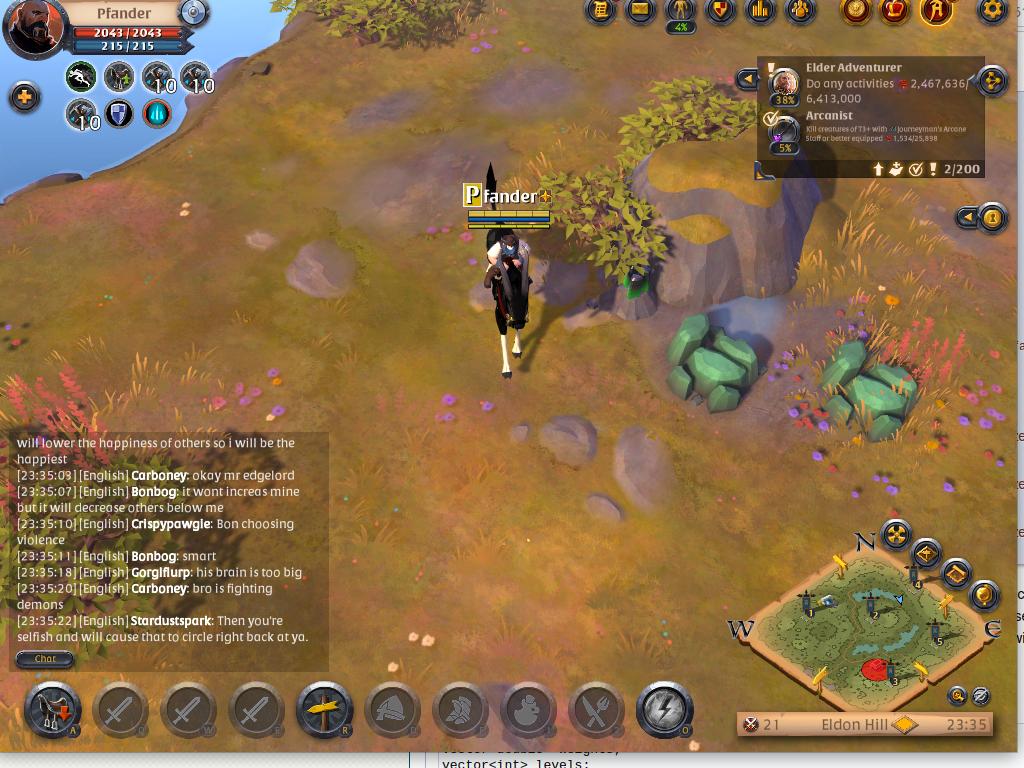 Pfander
2043 / 2043
215 / 215
10
10
10
4%
Elder Adventurer
Do any activities 2,467,636/
6,413,000
38%
Arcanist
Kill creatures of T3+ with Journeyman's Arcane
Staff or better equipped 1,534/25,898
5%
2/200
1
Pfander
will lower the happiness of others so i will be the
happiest
[23:35:03] [English] Carboney: okay mr edgelord
[23:35:07] [English] Bonbog: it wont increas mine
but it will decrease others below me
[23:35:10] [English] Crispypawgie: Bon choosing
violence
[23:35:11] [English] Bonbog: smart
[23:35:18] [English] Gorgiflurp: his brain is too big
[23:35:20] [English] Carboney: bro is fighting
demons
[23:35:22] [English] Stardustspark: Then you're
selfish and will cause that to circle right back at ya.
Chat
N
W
E
1
2
3
4
5
A
Q
W
E
R
D
F
O
21
Eldon Hill
23:35
vector<int> levels;